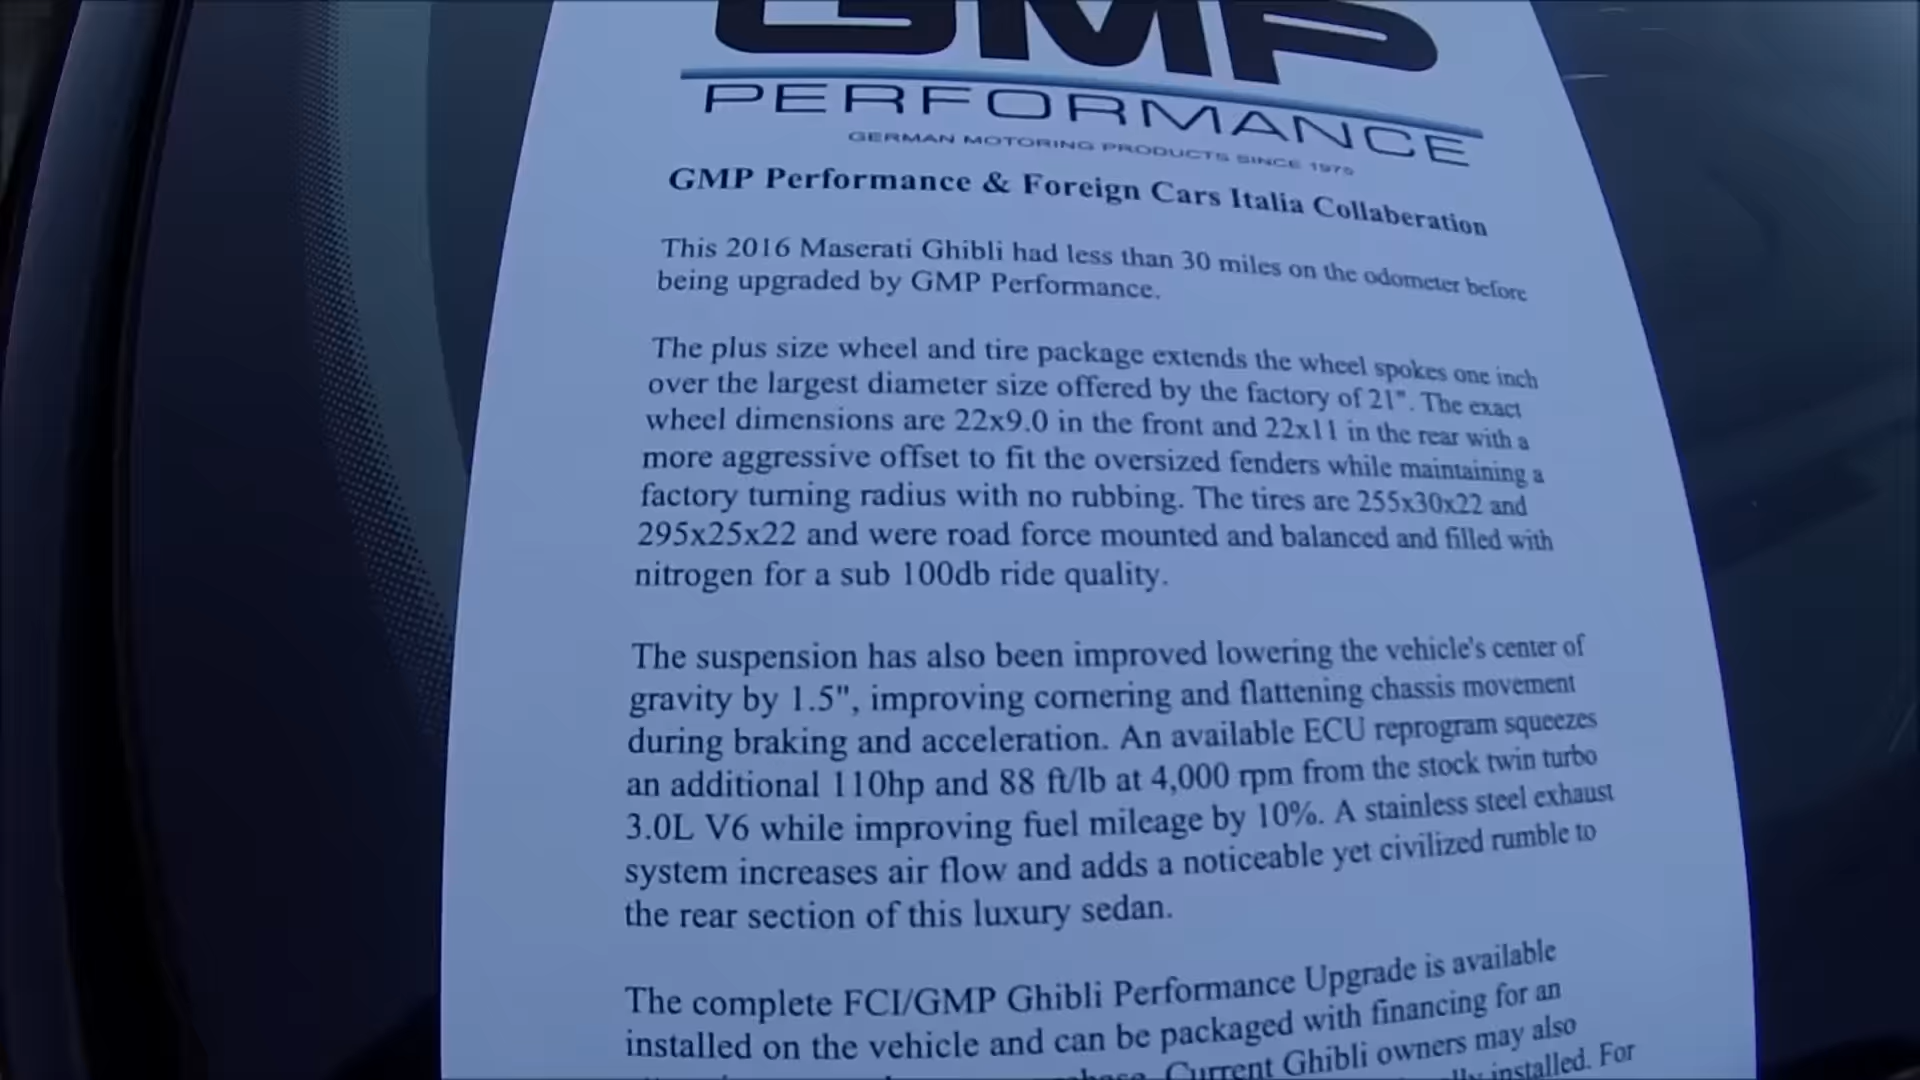 GMP
PERFORMANCE
GERMAN MOTORING PRODUCTS SINCE 1975
GMP Performance & Foreign Cars Italia Collaberation
This 2016 Maserati Ghibli had less than 30 miles on the odometer before
being upgraded by GMP Performance.
The plus size wheel and tire package extends the wheel spokes one inch
over the largest diameter size offered by the factory of 21". The exact
wheel dimensions are 22x9.0 in the front and 22x11 in the rear with a
more aggressive offset to fit the oversized fenders while maintaining a
factory turning radius with no rubbing. The tires are 255x30x22 and
295x25x22 and were road force mounted and balanced and filled with
nitrogen for a sub 100db ride quality.
The suspension has also been improved lowering the vehicle's center of
gravity by 1.5", improving cornering and flattening chassis movement
during braking and acceleration. An available ECU reprogram squeezes
an additional 110hp and 88 ft/lb at 4,000 rpm from the stock twin turbo
3.0L V6 while improving fuel mileage by 10%. A stainless steel exhaust
system increases air flow and adds a noticeable yet civilized rumble to
the rear section of this luxury sedan.
The complete FCI/GMP Ghibli Performance Upgrade is available
installed on the vehicle and can be packaged with financing for an
Current Ghibli owners may also
installed. For